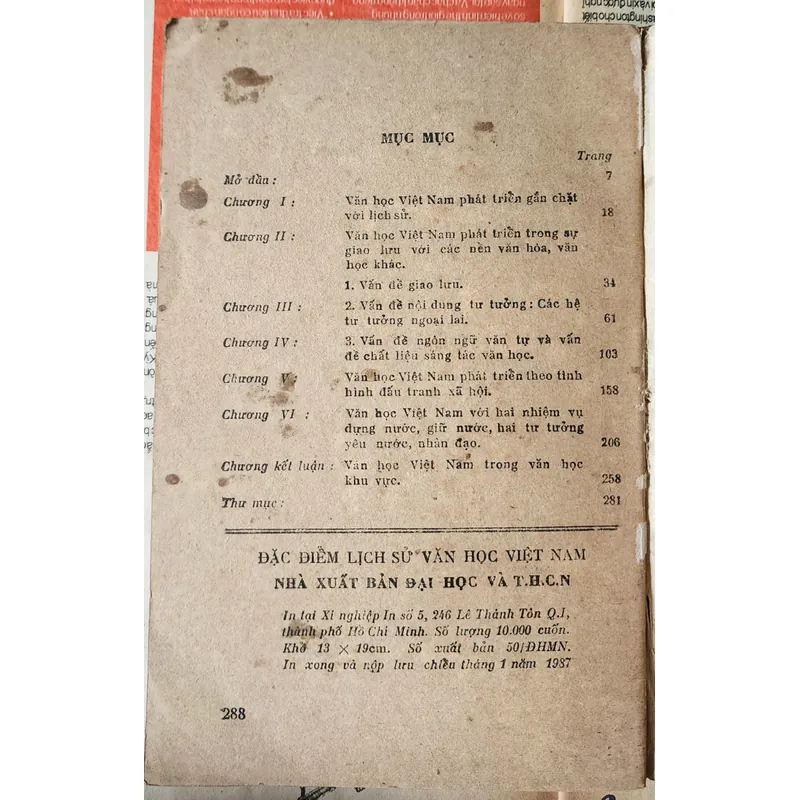 MỤC MỤC
Trang
Mở đầu : 7
Chương I : Văn học Việt Nam phát triển gắn chặt
với lịch sử. 18
Chương II : Văn học Việt Nam phát triển trong sự
giao lưu với các nền văn hóa, văn
học khác.
1. Vấn đề giao lưu. 34
Chương III : 2. Vấn đề nội dung tư tưởng : Các hệ
tư tưởng ngoại lai. 61
Chương IV : 3. Vấn đề ngôn ngữ văn tự và vấn
đề chất liệu sáng tác văn học. 103
Chương V : Văn học Việt Nam phát triển theo tình
hình đấu tranh xã hội. 158
Chương VI : Văn học Việt Nam với hai nhiệm vụ
dựng nước, giữ nước, hai tư tưởng
yêu nước, nhân đạo. 206
Chương kết luận : Văn học Việt Nam trong văn học
khu vực. 258
Thư mục : 281
ĐẶC ĐIỂM LỊCH SỬ VĂN HỌC VIỆT NAM
NHÀ XUẤT BẢN ĐẠI HỌC VÀ T.H.C.N
In tại Xí nghiệp In số 5, 246 Lê Thánh Tôn Q.I,
thành phố Hồ Chí Minh. Số lượng 10.000 cuốn.
Khổ 13 × 19cm. Số xuất bản 50/ĐHMN.
In xong và nộp lưu chiểu tháng 1 năm 1987
288